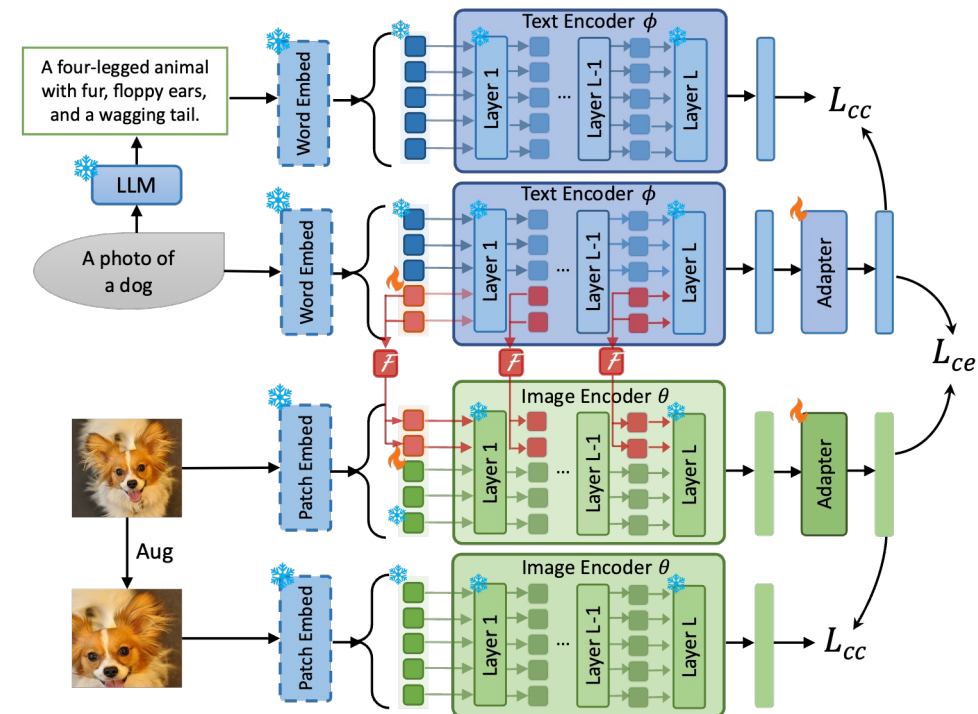 Text Encoder ϕ
A four-legged animal
with fur, floppy ears,
and a wagging tail.
Word Embed
Layer 1
...
Layer L-1
Layer L
L_cc
LLM
Text Encoder ϕ
A photo of
a dog
Word Embed
Layer 1
...
Layer L-1
Layer L
Adapter
F
F
F
L_ce
Image Encoder θ
Patch Embed
Layer 1
...
Layer L-1
Layer L
Adapter
Aug
Image Encoder θ
Patch Embed
Layer 1
...
Layer L-1
Layer L
L_cc